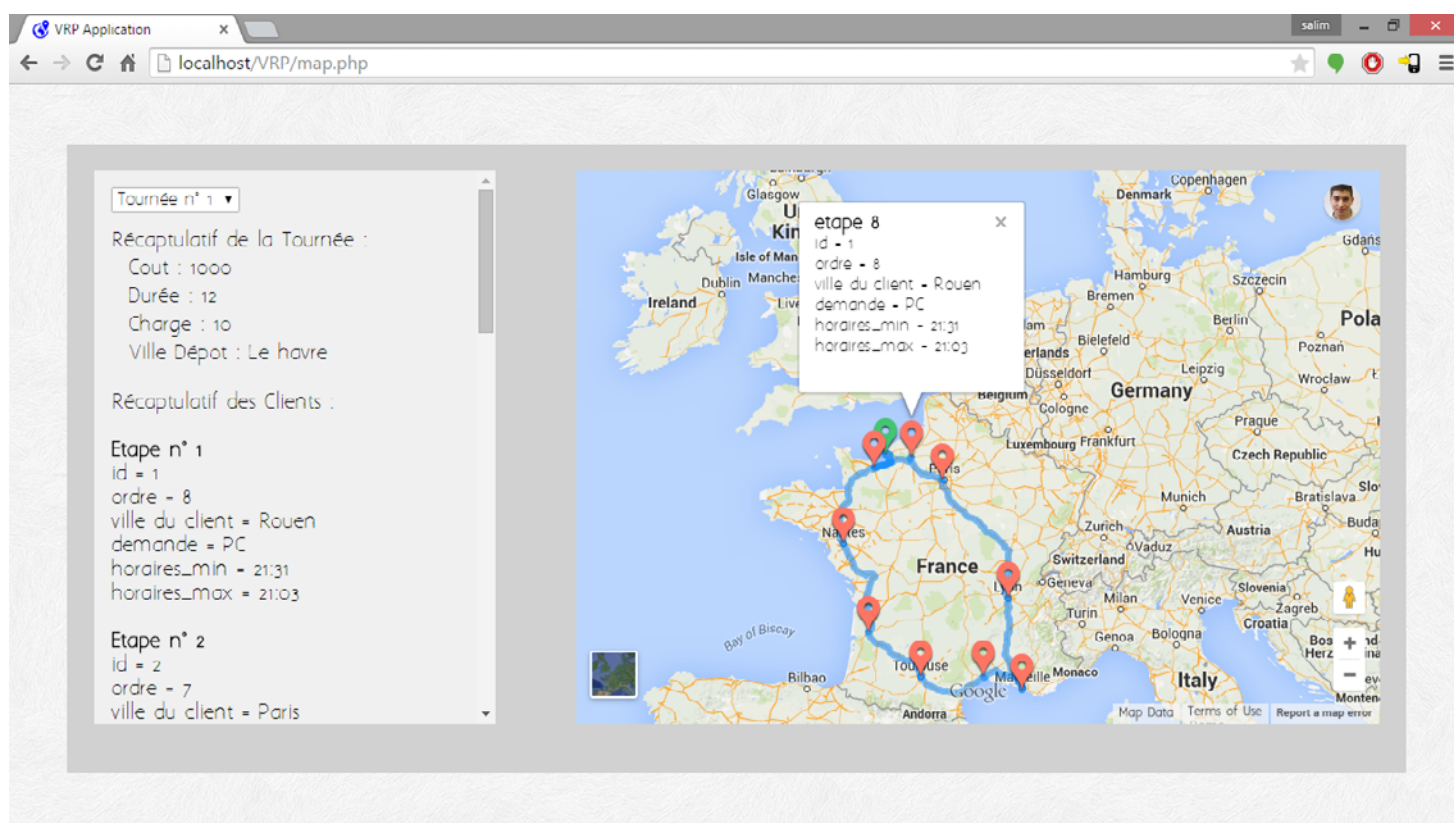 VRP Application
salim
localhost/VRP/map.php
Tournée n° 1
Récaptulatif de la Tournée :
Cout : 1000
Durée : 12
Charge : 10
Ville Dépot : Le havre
Récaptulatif des Clients :
Etape n° 1
id = 1
ordre = 8
ville du client = Rouen
demande = PC
horaires_min = 21:31
horaires_max = 21:03
Etape n° 2
id = 2
ordre = 7
ville du client = Paris
etape 8
id = 1
ordre = 8
ville du client = Rouen
demande = PC
horaires_min = 21:31
horaires_max = 21:03
Glasgow
Copenhagen
Denmark
Isle of Man
Dublin
Ireland
Hamburg
Szczecin
Bremen
Berlin
Bielefeld
Poznań
Düsseldorf
Leipzig
Wrocław
Belgium
Germany
Cologne
Prague
Luxembourg
Frankfurt
Czech Republic
Paris
Munich
Bratislava
Zurich
Austria
Nantes
Vaduz
France
Switzerland
Geneva
Lyon
Milan
Venice
Slovenia
Zagreb
Turin
Croatia
Bay of Biscay
Genoa
Bologna
Toulouse
Bilbao
Marseille
Monaco
Italy
Google
Andorra
Map Data
Terms of Use
Report a map error